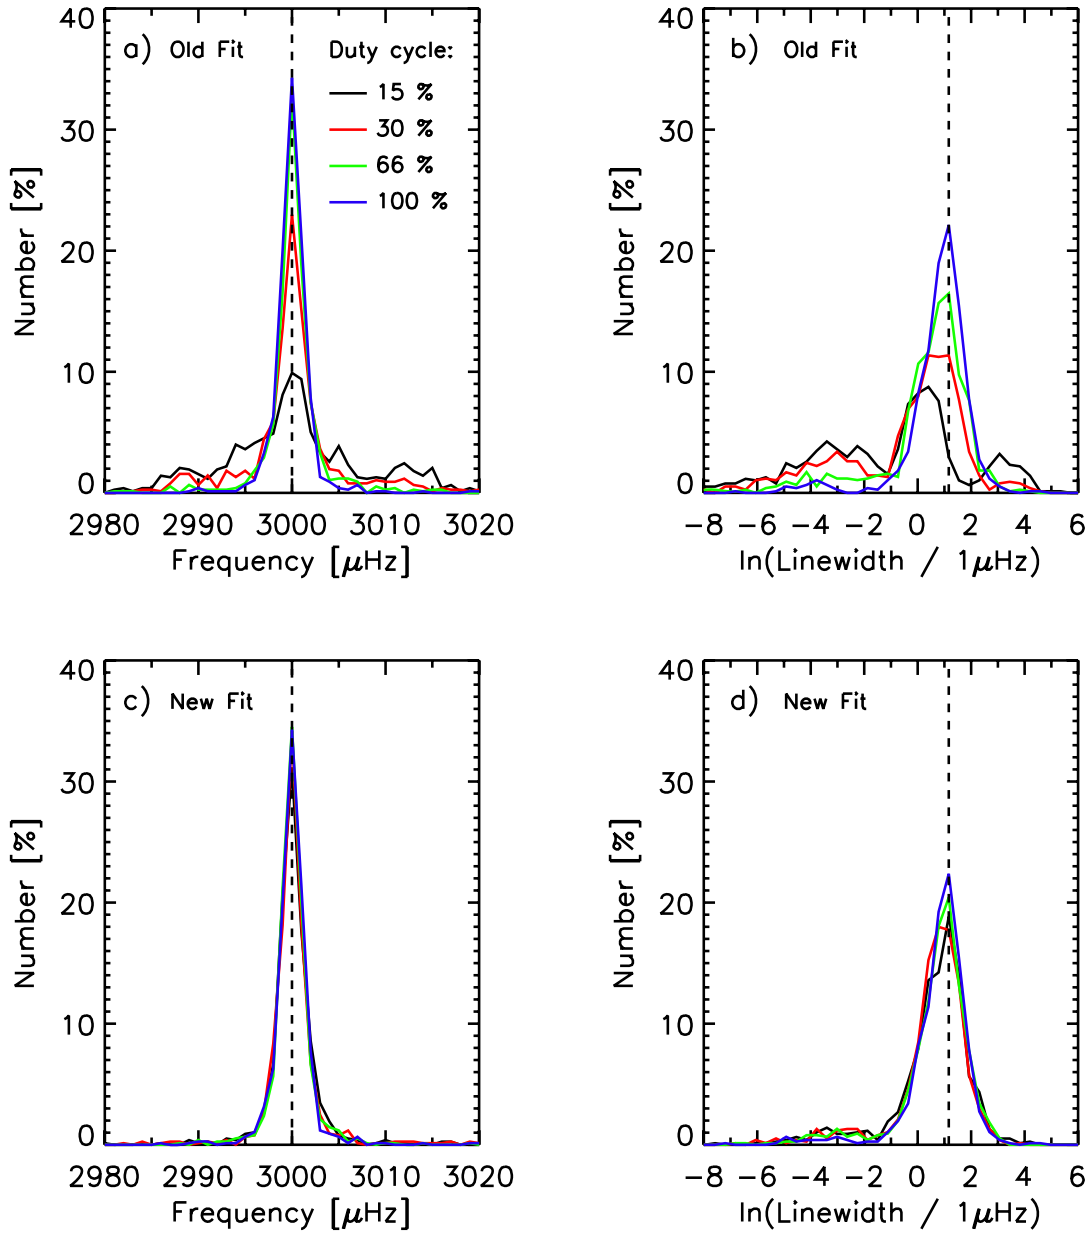 a) Old Fit
Duty cycle:
15 %
30 %
66 %
100 %
40
30
20
10
0
Number [%]
2980 2990 3000 3010 3020
Frequency [μHz]
b) Old Fit
40
30
20
10
0
Number [%]
−8 −6 −4 −2 0 2 4 6
ln(Linewidth / 1μHz)
c) New Fit
40
30
20
10
0
Number [%]
2980 2990 3000 3010 3020
Frequency [μHz]
d) New Fit
40
30
20
10
0
Number [%]
−8 −6 −4 −2 0 2 4 6
ln(Linewidth / 1μHz)